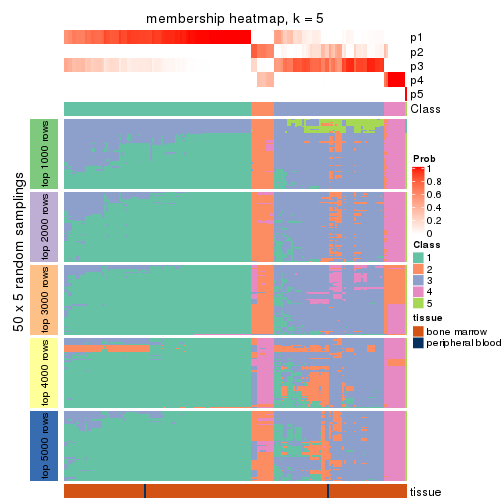 membership heatmap, k = 5
p1
p2
p3
p4
p5
Class
50 x 5 random samplings
top 1000 rows
top 2000 rows
top 3000 rows
top 4000 rows
top 5000 rows
tissue
Prob
1
0.8
0.6
0.4
0.2
0
Class
1
2
3
4
5
tissue
bone marrow
peripheral blood